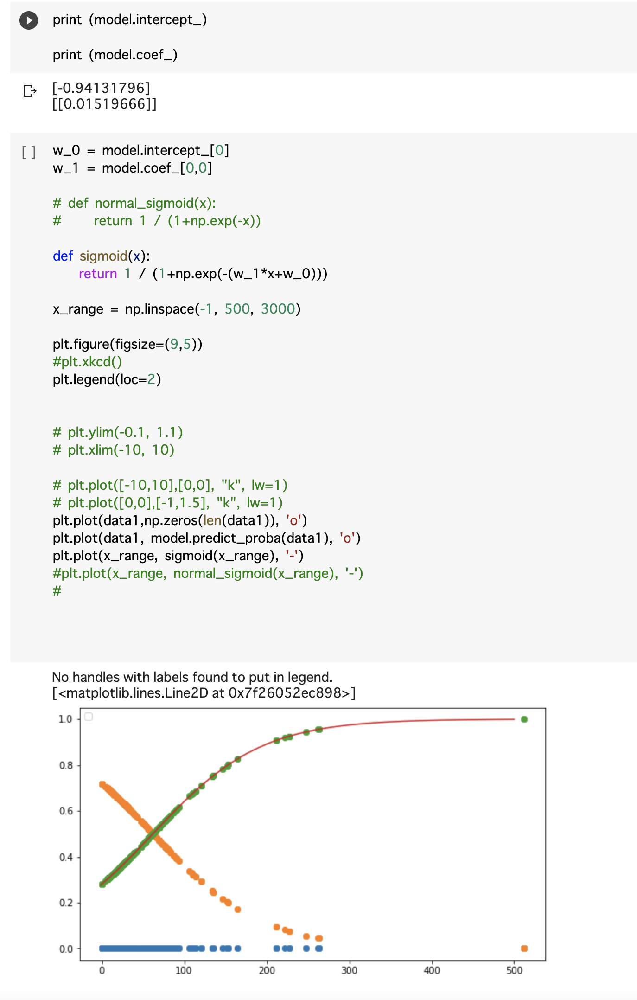 print (model.intercept_)
print (model.coef_)
[-0.94131796]
[[0.01519666]]
[ ]
w_0 = model.intercept_[0]
w_1 = model.coef_[0,0]
# def normal_sigmoid(x):
#     return 1 / (1+np.exp(-x))
def sigmoid(x):
    return 1 / (1+np.exp(-(w_1*x+w_0)))
x_range = np.linspace(-1, 500, 3000)
plt.figure(figsize=(9,5))
#plt.xkcd()
plt.legend(loc=2)
# plt.ylim(-0.1, 1.1)
# plt.xlim(-10, 10)
# plt.plot([-10,10],[0,0], "k", lw=1)
# plt.plot([0,0],[-1,1.5], "k", lw=1)
plt.plot(data1,np.zeros(len(data1)), 'o')
plt.plot(data1, model.predict_proba(data1), 'o')
plt.plot(x_range, sigmoid(x_range), '-')
#plt.plot(x_range, normal_sigmoid(x_range), '-')
#
No handles with labels found to put in legend.
[<matplotlib.lines.Line2D at 0x7f26052ec898>]
1.0
0.8
0.6
0.4
0.2
0.0
0 100 200 300 400 500